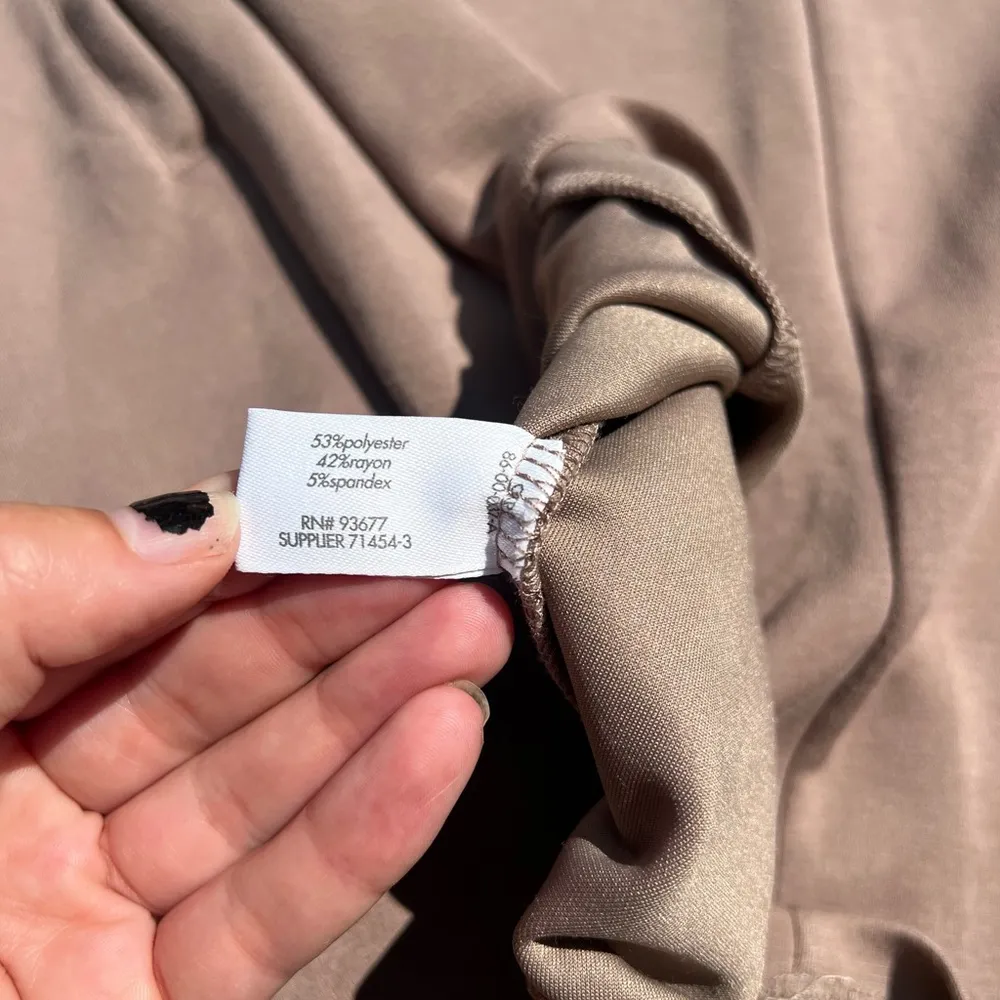 53%polyester
42%rayon
5%spandex
RN# 93677
SUPPLIER 71454-3